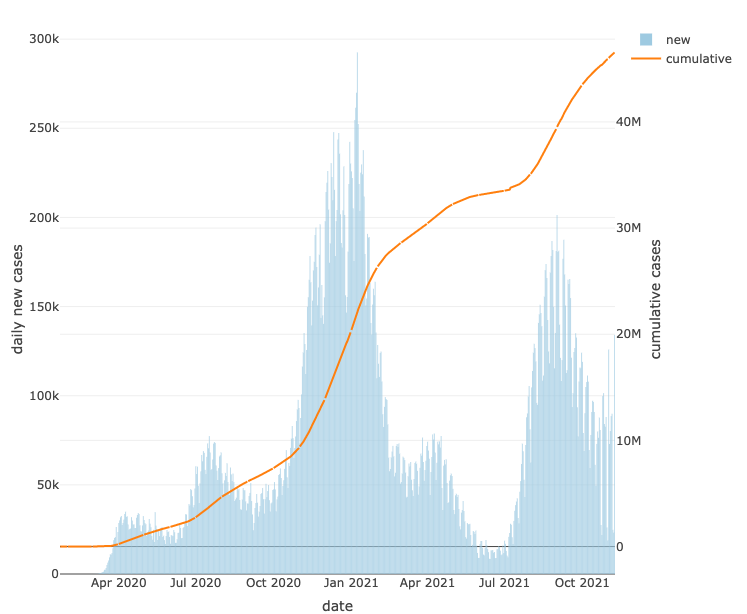 300k
250k
200k
150k
100k
50k
0
daily new cases
Apr 2020 Jul 2020 Oct 2020 Jan 2021 Apr 2021 Jul 2021 Oct 2021
date
40M
30M
20M
10M
0
cumulative cases
new
cumulative